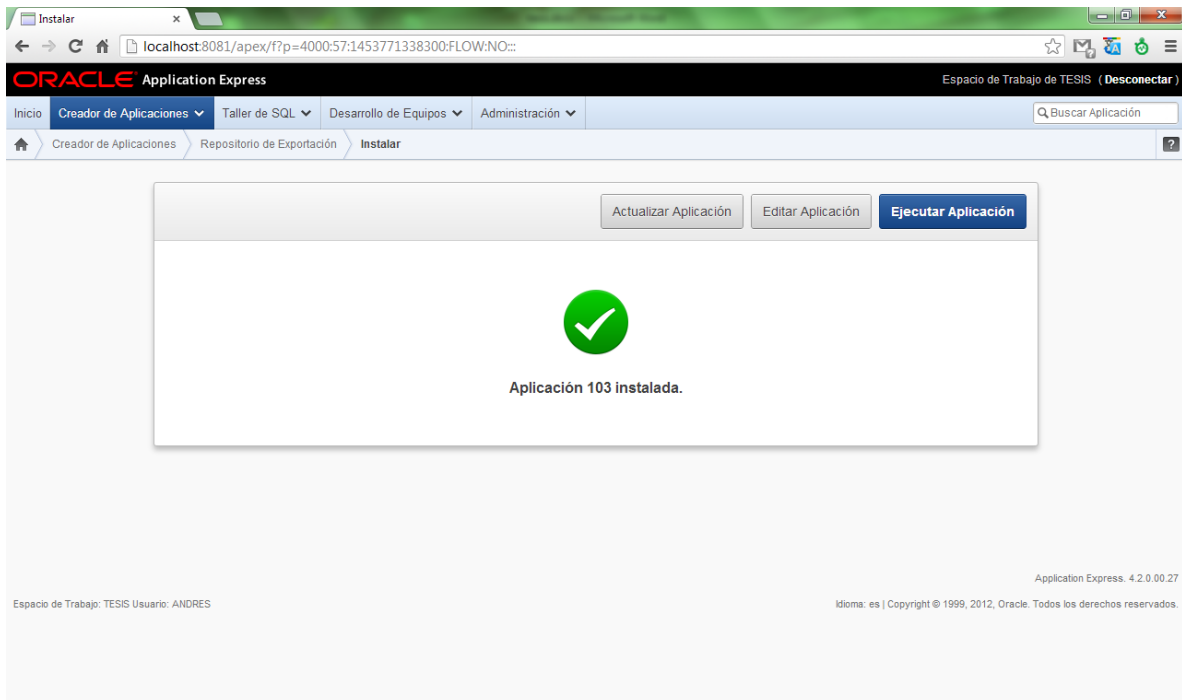 Instalar
localhost:8081/apex/f?p=4000:57:1453771338300:FLOW:NO:::
ORACLE Application Express
Espacio de Trabajo de TESIS ( Desconectar )
Inicio Creador de Aplicaciones Taller de SQL Desarrollo de Equipos Administración Buscar Aplicación
Creador de Aplicaciones Repositorio de Exportación Instalar ?
Actualizar Aplicación Editar Aplicación Ejecutar Aplicación
Aplicación 103 instalada.
Application Express. 4.2.0.00.27
Espacio de Trabajo: TESIS Usuario: ANDRES
Idioma: es | Copyright © 1999, 2012, Oracle. Todos los derechos reservados.